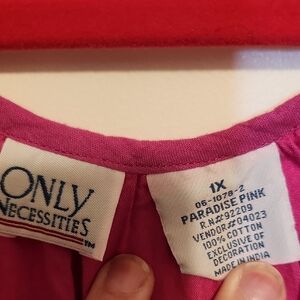 ONLY
NECESSITIES
TM
1X
06-1078-2
PARADISE PINK
R.N.#92209
VENDOR#04023
100% COTTON
EXCLUSIVE OF
DECORATION
MADE IN INDIA